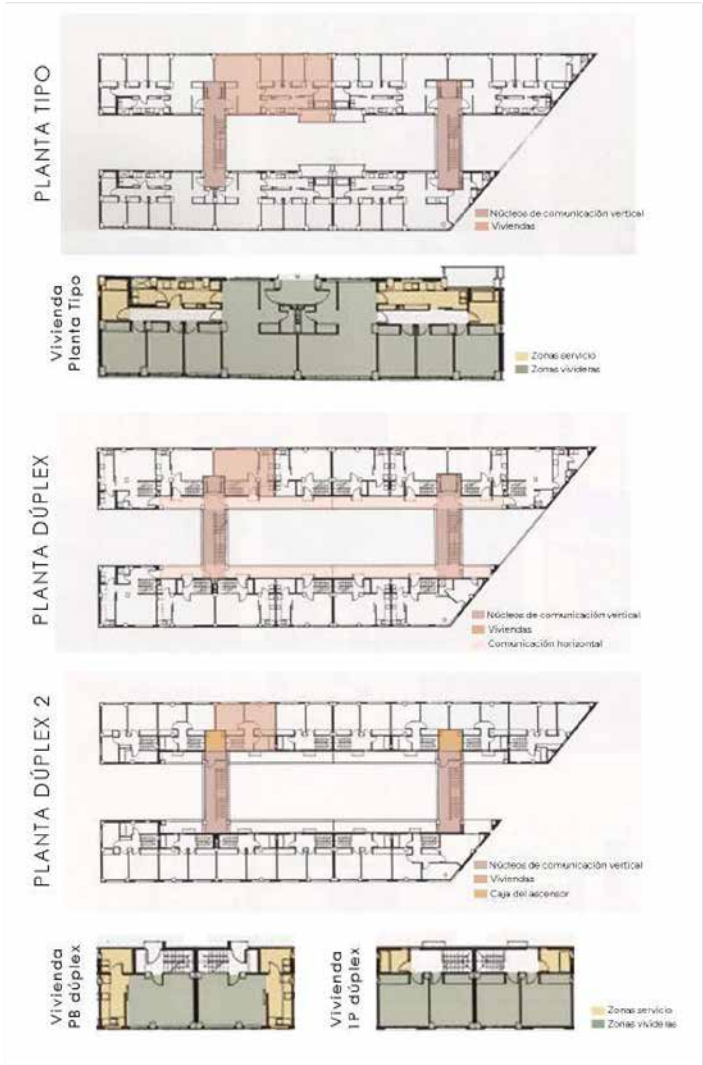 PLANTA TIPO
Núcleos de comunicación vertical
Viviendas
Vivienda
Planta Tipo
Zonas servicio
Zonas vivideras
PLANTA DÚPLEX
Núcleos de comunicación vertical
Viviendas
Comunicación horizontal
PLANTA DÚPLEX 2
Núcleos de comunicación vertical
Viviendas
Caja del ascensor
Vivienda
PB dúplex
Vivienda
1P dúplex
Zonas servicio
Zonas vivideras